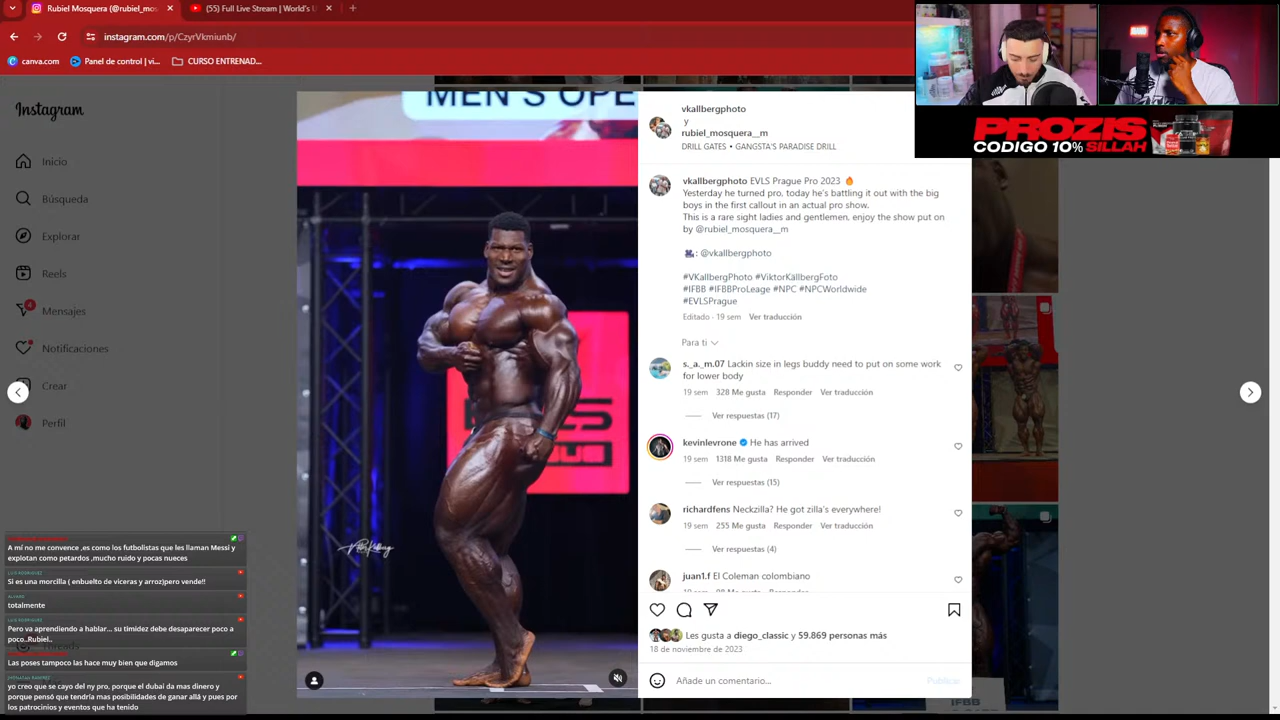 Rubiel Mosquera (@rubiel_mos
(55) Full Live Stream | World's
instagram.com/p/CzyrVkmiunb/
canva.com
Panel de control | vi...
CURSO ENTRENAD...
Instagram
Inicio
Búsqueda
Explorar
Reels
4
Mensajes
Notificaciones
Crear
Perfil
MEN'S OPE
vkallbergphoto
y
rubiel_mosquera__m
DRILL GATES • GANGSTA'S PARADISE DRILL
vkallbergphoto EVLS Prague Pro 2023 🔥
Yesterday he turned pro, today he's battling it out with the big
boys in the first callout in an actual pro show.
This is a rare sight ladies and gentlemen, enjoy the show put on
by @rubiel_mosquera__m
: @vkallbergphoto
#VKallbergPhoto #ViktorKällbergFoto
#IFBB #IFBBProLeage #NPC #NPCWorldwide
#EVLSPrague
Editado · 19 sem Ver traducción
Para ti
s._a._m.07 Lackin size in legs buddy need to put on some work
for lower body
19 sem 328 Me gusta Responder Ver traducción
Ver respuestas (17)
kevinlevrone He has arrived
19 sem 1318 Me gusta Responder Ver traducción
Ver respuestas (15)
richardfens Neckzilla? He got zilla's everywhere!
19 sem 255 Me gusta Responder Ver traducción
Ver respuestas (4)
juan1.f El Coleman colombiano
Les gusta a diego_classic y 59.869 personas más
18 de noviembre de 2023
Añade un comentario...
Publicar
PROZIS
CODIGO 10% SILLAH
A mí no me convence ,es como los futbolistas que les llaman Messi y
explotan como petardos ,mucho ruido y pocas nueces
LUIS RODRIGUEZ
Si es una morcilla ( enbuelto de viceras y arroz)pero vende!!
ALVARO
totalmente
LUIS RODRIGUEZ
Pero va aprendiendo a hablar... su timidez debe desaparecer poco a
poco..Rubiel..
Las poses tampoco las hace muy bien que digamos
yo creo que se cayo del ny pro, porque el dubai da mas dinero y
porque penso que tendria mas posibilidades de ganar allá y pues por
los patrocinios y eventos que ha tenido
IFBB